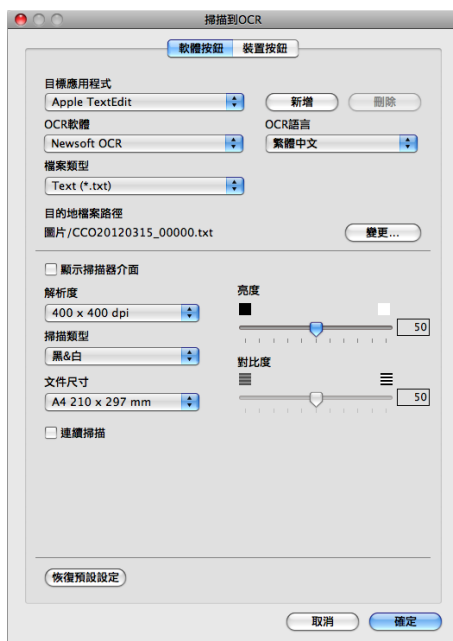 掃描到OCR
軟體按鈕 裝置按鈕
目標應用程式
Apple TextEdit 新增 刪除
OCR軟體 OCR語言
Newsoft OCR 繁體中文
檔案類型
Text (*.txt)
目的地檔案路徑
圖片/CCO20120315_00000.txt 變更...
顯示掃描器介面
解析度 亮度
400 x 400 dpi 50
掃描類型
黑&白 對比度
文件尺寸
A4 210 x 297 mm 50
連續掃描
恢復預設設定
取消 確定